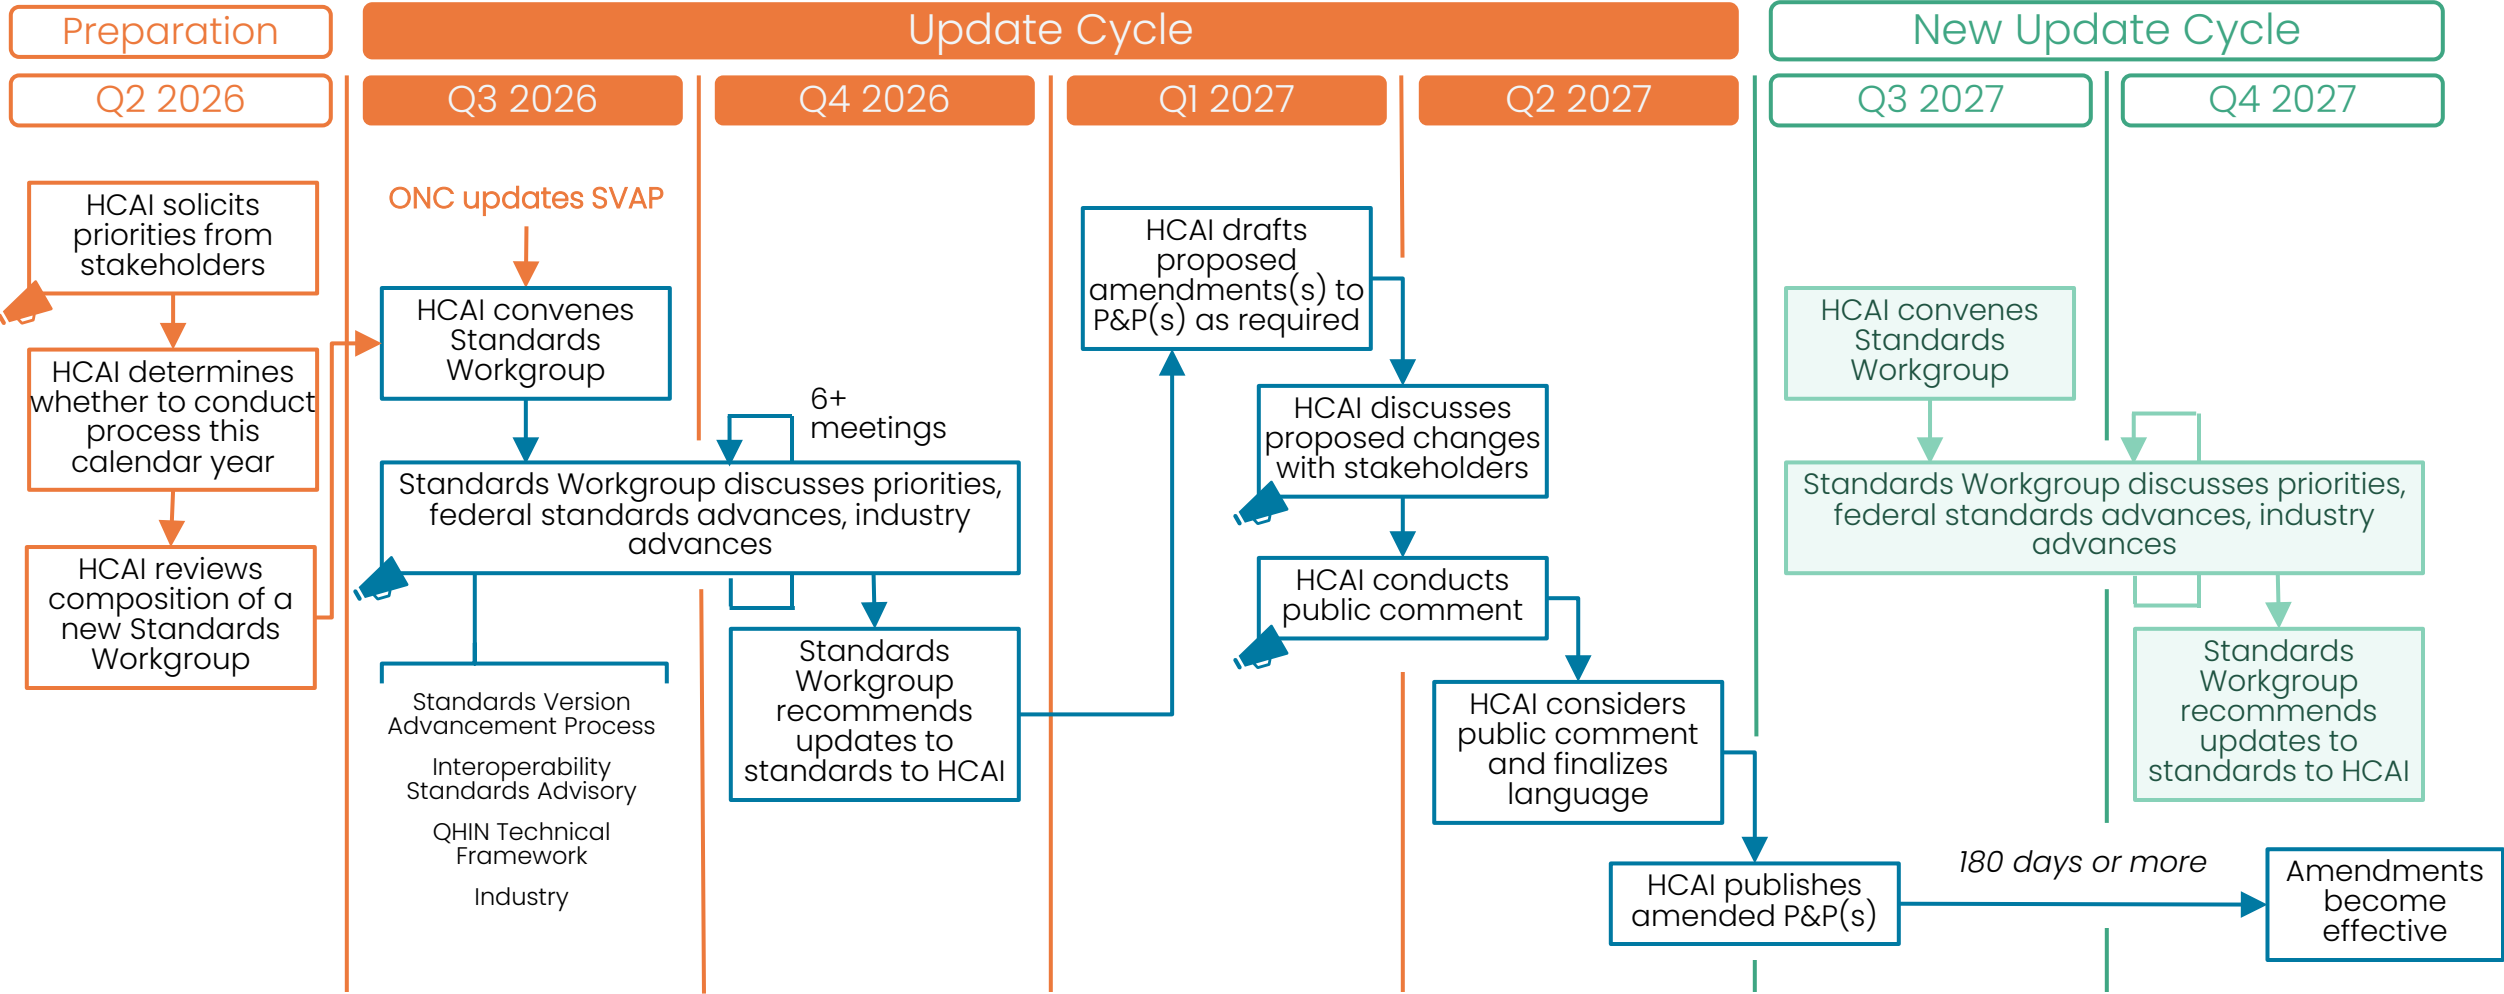 Preparation
Update Cycle
New Update Cycle
Q2 2026
Q3 2026
Q4 2026
Q1 2027
Q2 2027
Q3 2027
Q4 2027
HCAI solicits
priorities from
stakeholders
HCAI determines
whether to conduct
process this
calendar year
HCAI reviews
composition of a
new Standards
Workgroup
ONC updates SVAP
HCAI convenes
Standards
Workgroup
6+
meetings
Standards Workgroup discusses priorities,
federal standards advances, industry
advances
Standards Version
Advancement Process
Interoperability
Standards Advisory
QHIN Technical
Framework
Industry
Standards
Workgroup
recommends
updates to
standards to HCAI
HCAI drafts
proposed
amendments(s) to
P&P(s) as required
HCAI discusses
proposed changes
with stakeholders
HCAI conducts
public comment
HCAI considers
public comment
and finalizes
language
HCAI publishes
amended P&P(s)
180 days or more
Amendments
become
effective
HCAI convenes
Standards
Workgroup
Standards Workgroup discusses priorities,
federal standards advances, industry
advances
Standards
Workgroup
recommends
updates to
standards to HCAI